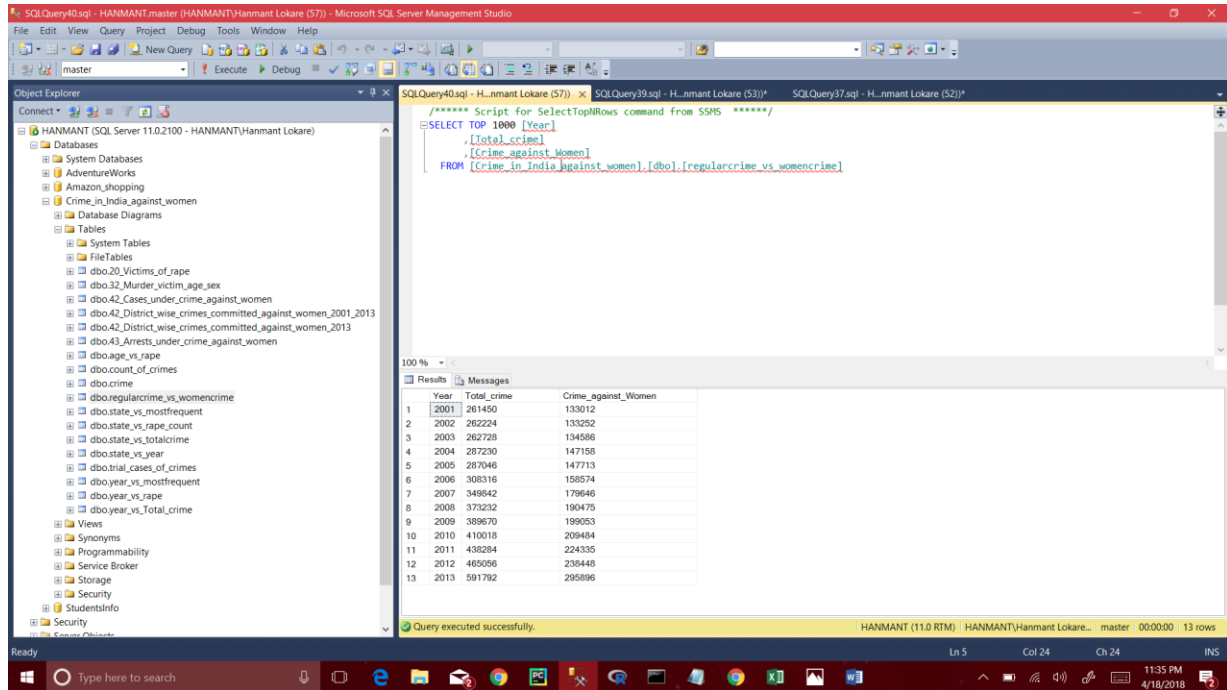 SQLQuery40.sql - HANMANT.master (HANMANT\Hanmant Lokare (57)) - Microsoft SQL Server Management Studio
File Edit View Query Project Debug Tools Window Help
New Query
master Execute Debug
Object Explorer
Connect
HANMANT (SQL Server 11.0.2100 - HANMANT\Hanmant Lokare)
Databases
System Databases
AdventureWorks
Amazon_shopping
Crime_in_India_against_women
Database Diagrams
Tables
System Tables
FileTables
dbo.20_Victims_of_rape
dbo.32_Murder_victim_age_sex
dbo.42_Cases_under_crime_against_women
dbo.42_District_wise_crimes_committed_against_women_2001_2013
dbo.42_District_wise_crimes_committed_against_women_2013
dbo.43_Arrests_under_crime_against_women
dbo.age_vs_rape
dbo.count_of_crimes
dbo.crime
dbo.regularcrime_vs_womencrime
dbo.state_vs_mostfrequent
dbo.state_vs_rape_count
dbo.state_vs_totalcrime
dbo.state_vs_year
dbo.trial_cases_of_crimes
dbo.year_vs_mostfrequent
dbo.year_vs_rape
dbo.year_vs_Total_crime
Views
Synonyms
Programmability
Service Broker
Storage
Security
StudentsInfo
Security
Server Objects
SQLQuery40.sql - H...nmant Lokare (57)) SQLQuery39.sql - H...nmant Lokare (53))* SQLQuery37.sql - H...nmant Lokare (52))*
/****** Script for SelectTopNRows command from SSMS ******/
SELECT TOP 1000 [Year]
,[Total_crime]
,[Crime_against_Women]
FROM [Crime_in_India_against_women].[dbo].[regularcrime_vs_womencrime]
100 %
Results Messages
Year Total_crime Crime_against_Women
1 2001 261450 133012
2 2002 262224 133252
3 2003 262728 134586
4 2004 287230 147158
5 2005 287046 147713
6 2006 308316 158574
7 2007 349842 179646
8 2008 373232 190475
9 2009 389670 199053
10 2010 410018 209484
11 2011 438284 224335
12 2012 465056 238448
13 2013 591792 295896
Query executed successfully. HANMANT (11.0 RTM) HANMANT\Hanmant Lokare... master 00:00:00 13 rows
Ready Ln 5 Col 24 Ch 24 INS
Type here to search
11:35 PM
4/18/2018